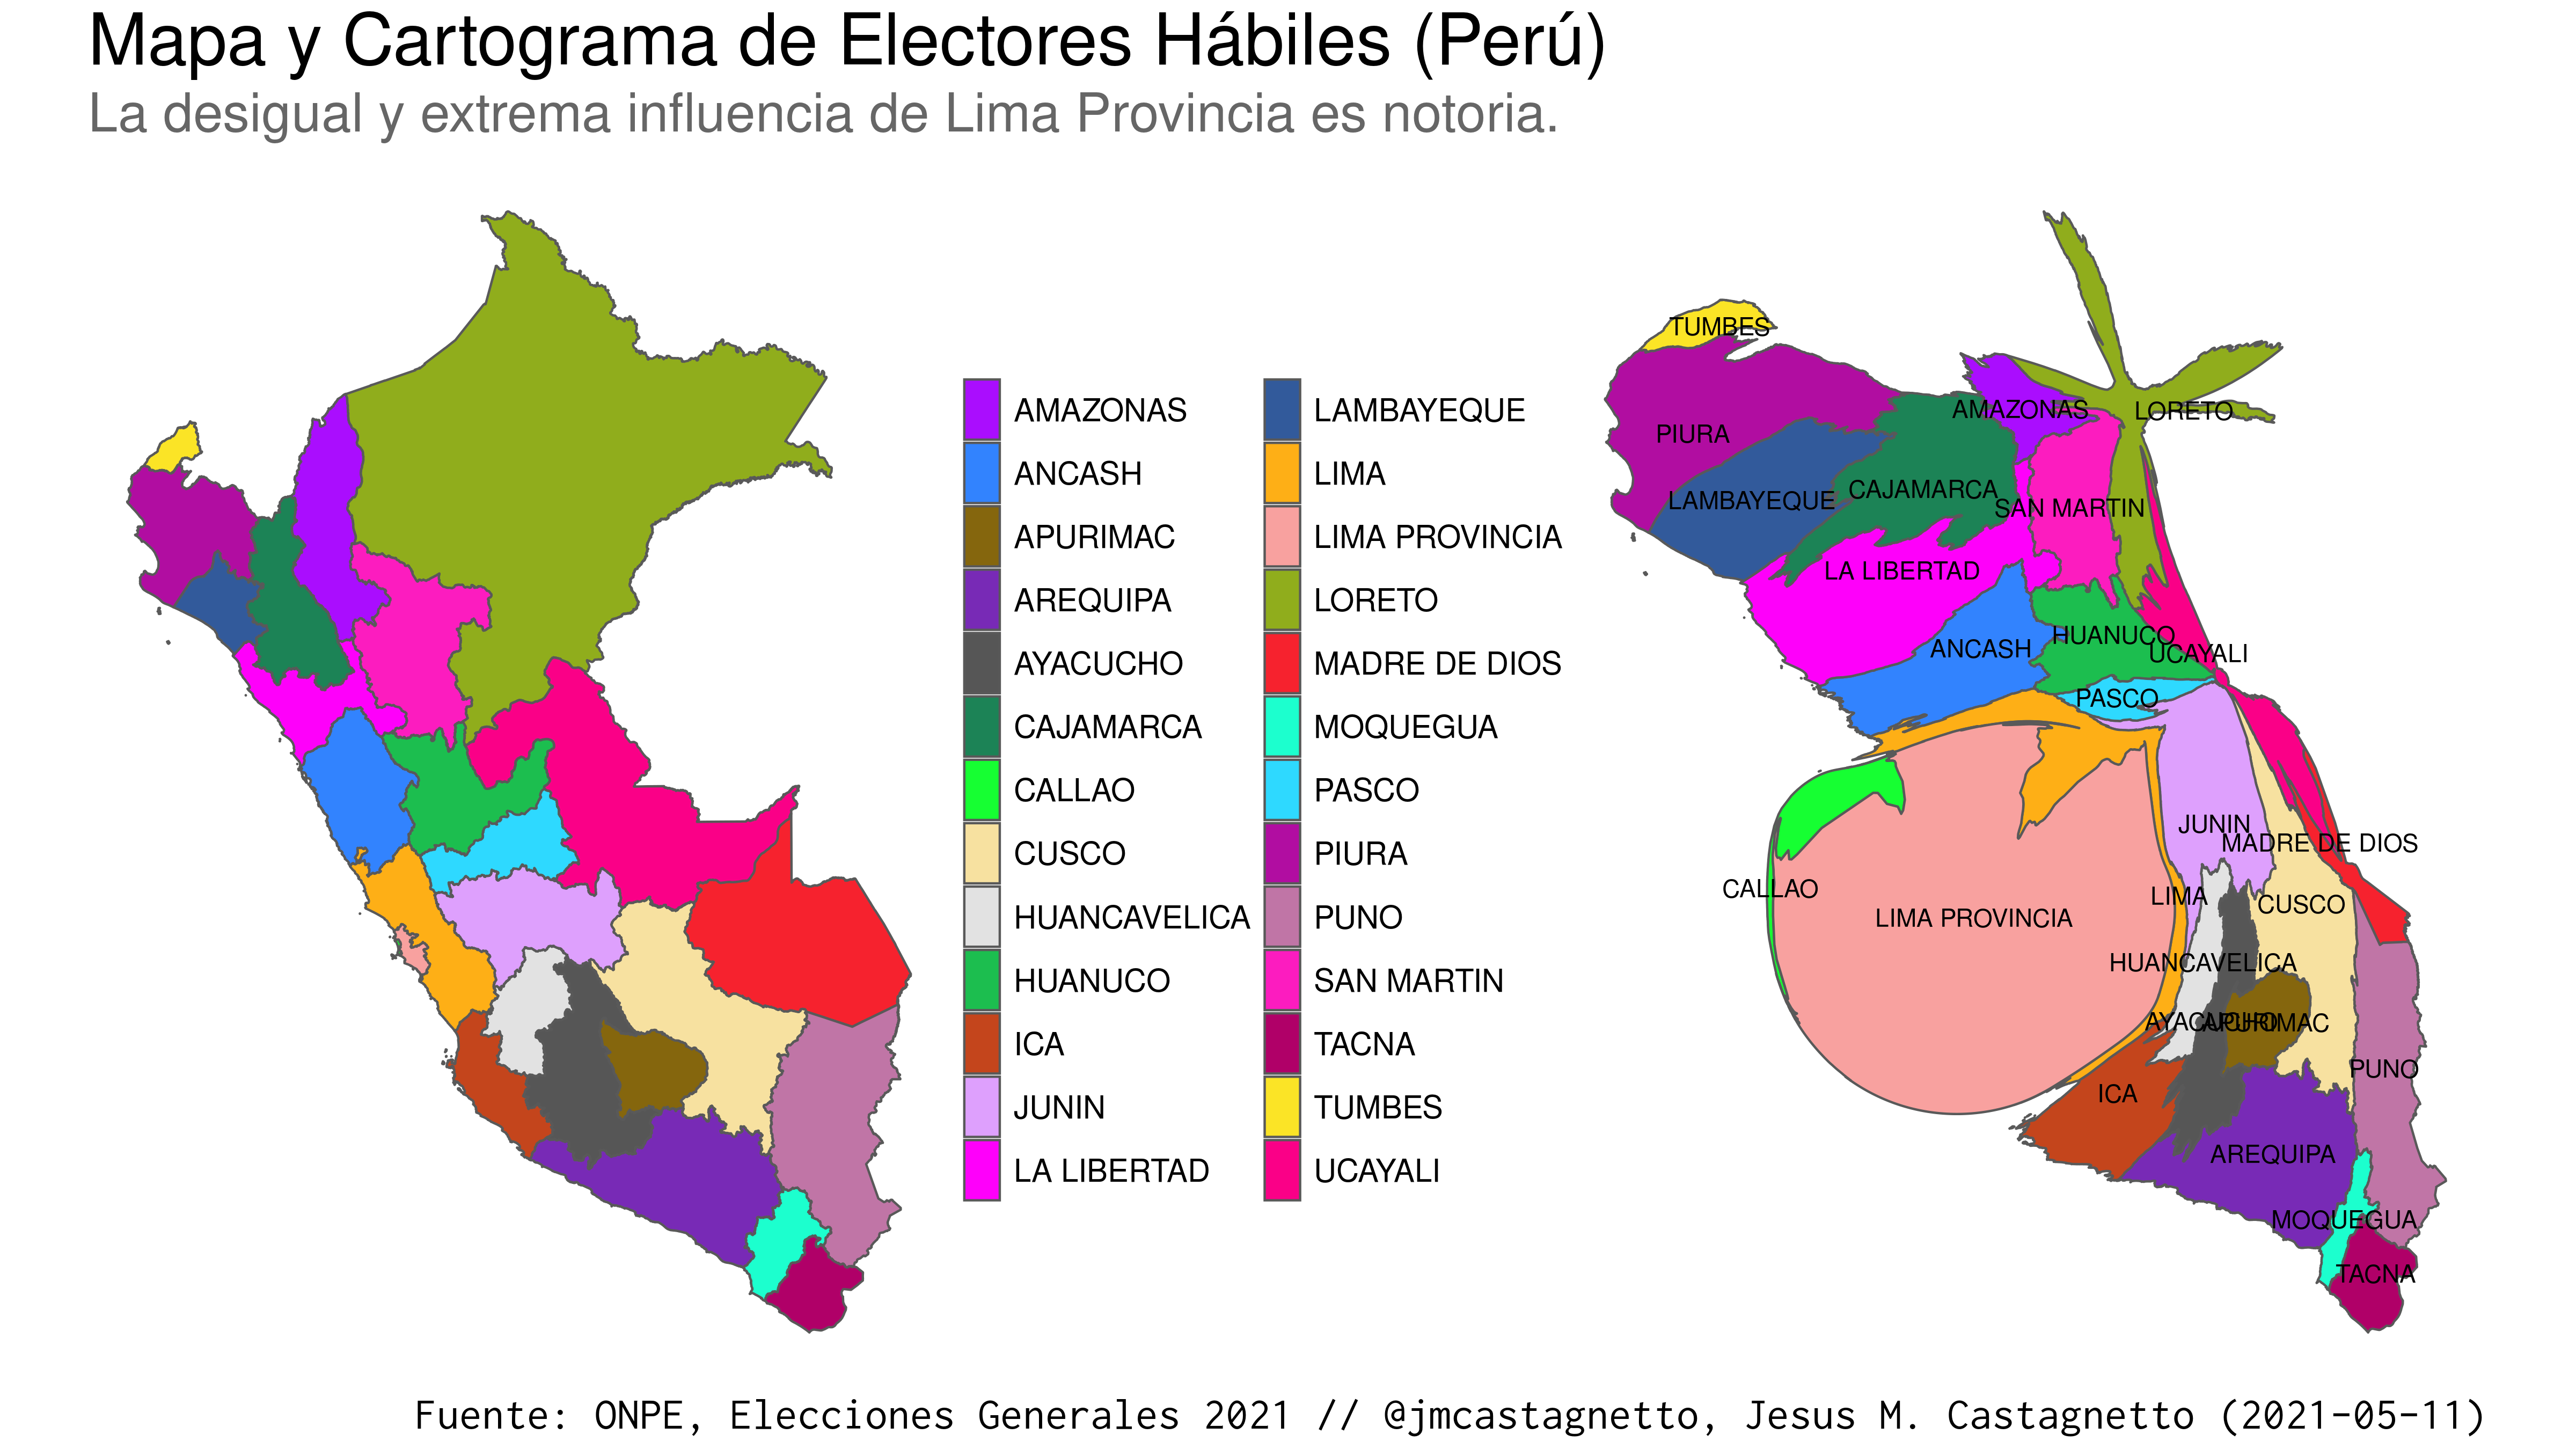 Mapa y Cartograma de Electores Hábiles (Perú)
La desigual y extrema influencia de Lima Provincia es notoria.
AMAZONAS
ANCASH
APURIMAC
AREQUIPA
AYACUCHO
CAJAMARCA
CALLAO
CUSCO
HUANCAVELICA
HUANUCO
ICA
JUNIN
LA LIBERTAD
LAMBAYEQUE
LIMA
LIMA PROVINCIA
LORETO
MADRE DE DIOS
MOQUEGUA
PASCO
PIURA
PUNO
SAN MARTIN
TACNA
TUMBES
UCAYALI
TUMBES
AMAZONAS
LORETO
PIURA
CAJAMARCA
LAMBAYEQUE
SAN MARTIN
LA LIBERTAD
HUANUCO
ANCASH
UCAYALI
PASCO
JUNIN
MADRE DE DIOS
CALLAO
LIMA
CUSCO
LIMA PROVINCIA
HUANCAVELICA
AYACUCHO
APURIMAC
PUNO
ICA
AREQUIPA
MOQUEGUA
TACNA
Fuente: ONPE, Elecciones Generales 2021 // @jmcastagnetto, Jesus M. Castagnetto (2021-05-11)